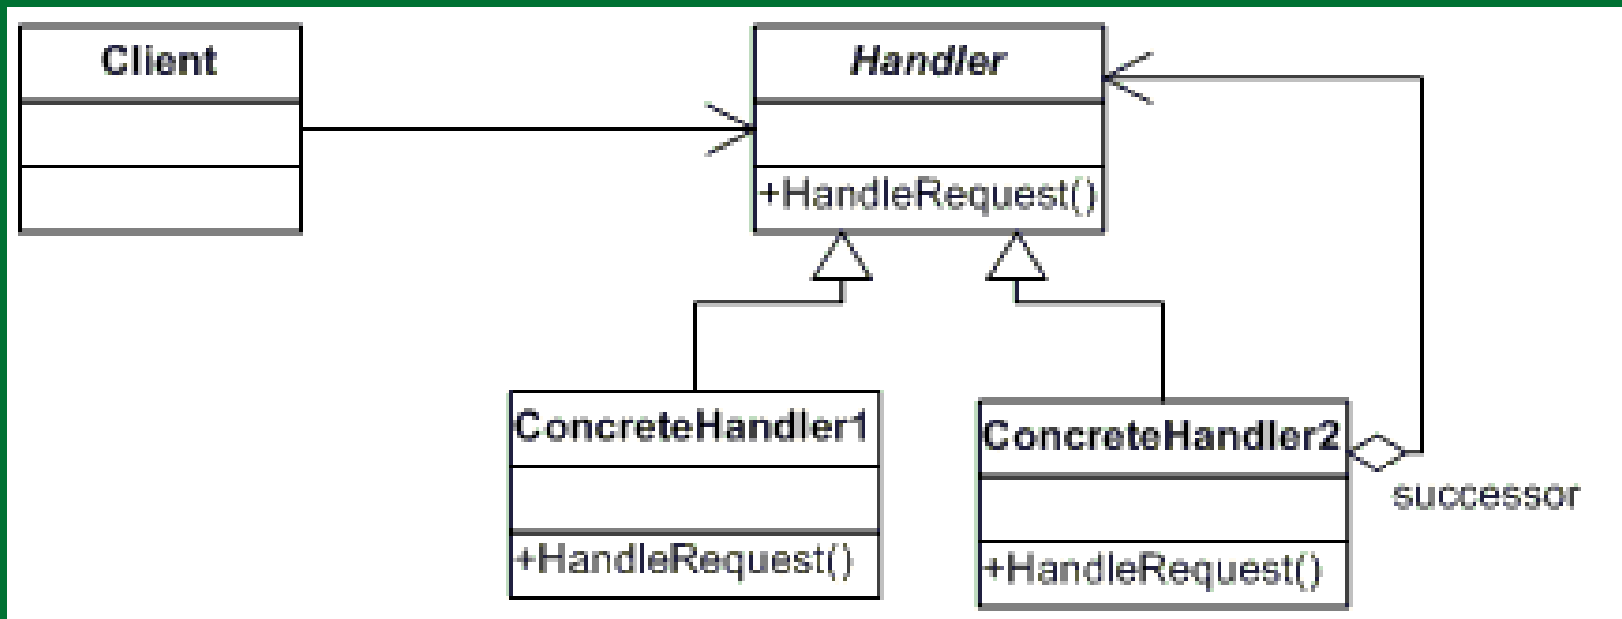 Client
Handler
+HandleRequest()
ConcreteHandler1
+HandleRequest()
ConcreteHandler2
successor
+HandleRequest()